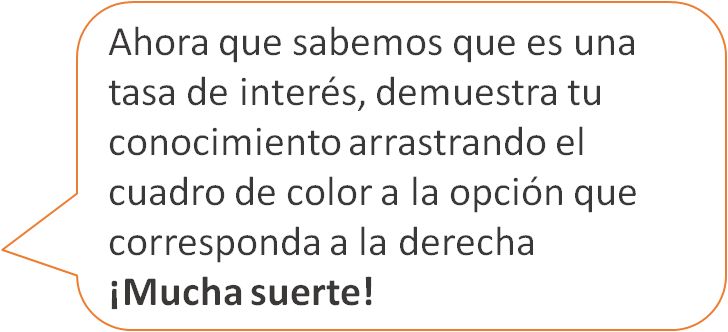 Ahora que sabemos que es una
tasa de interés, demuestra tu
conocimiento arrastrando el
cuadro de color a la opción que
corresponda a la derecha
¡Mucha suerte!